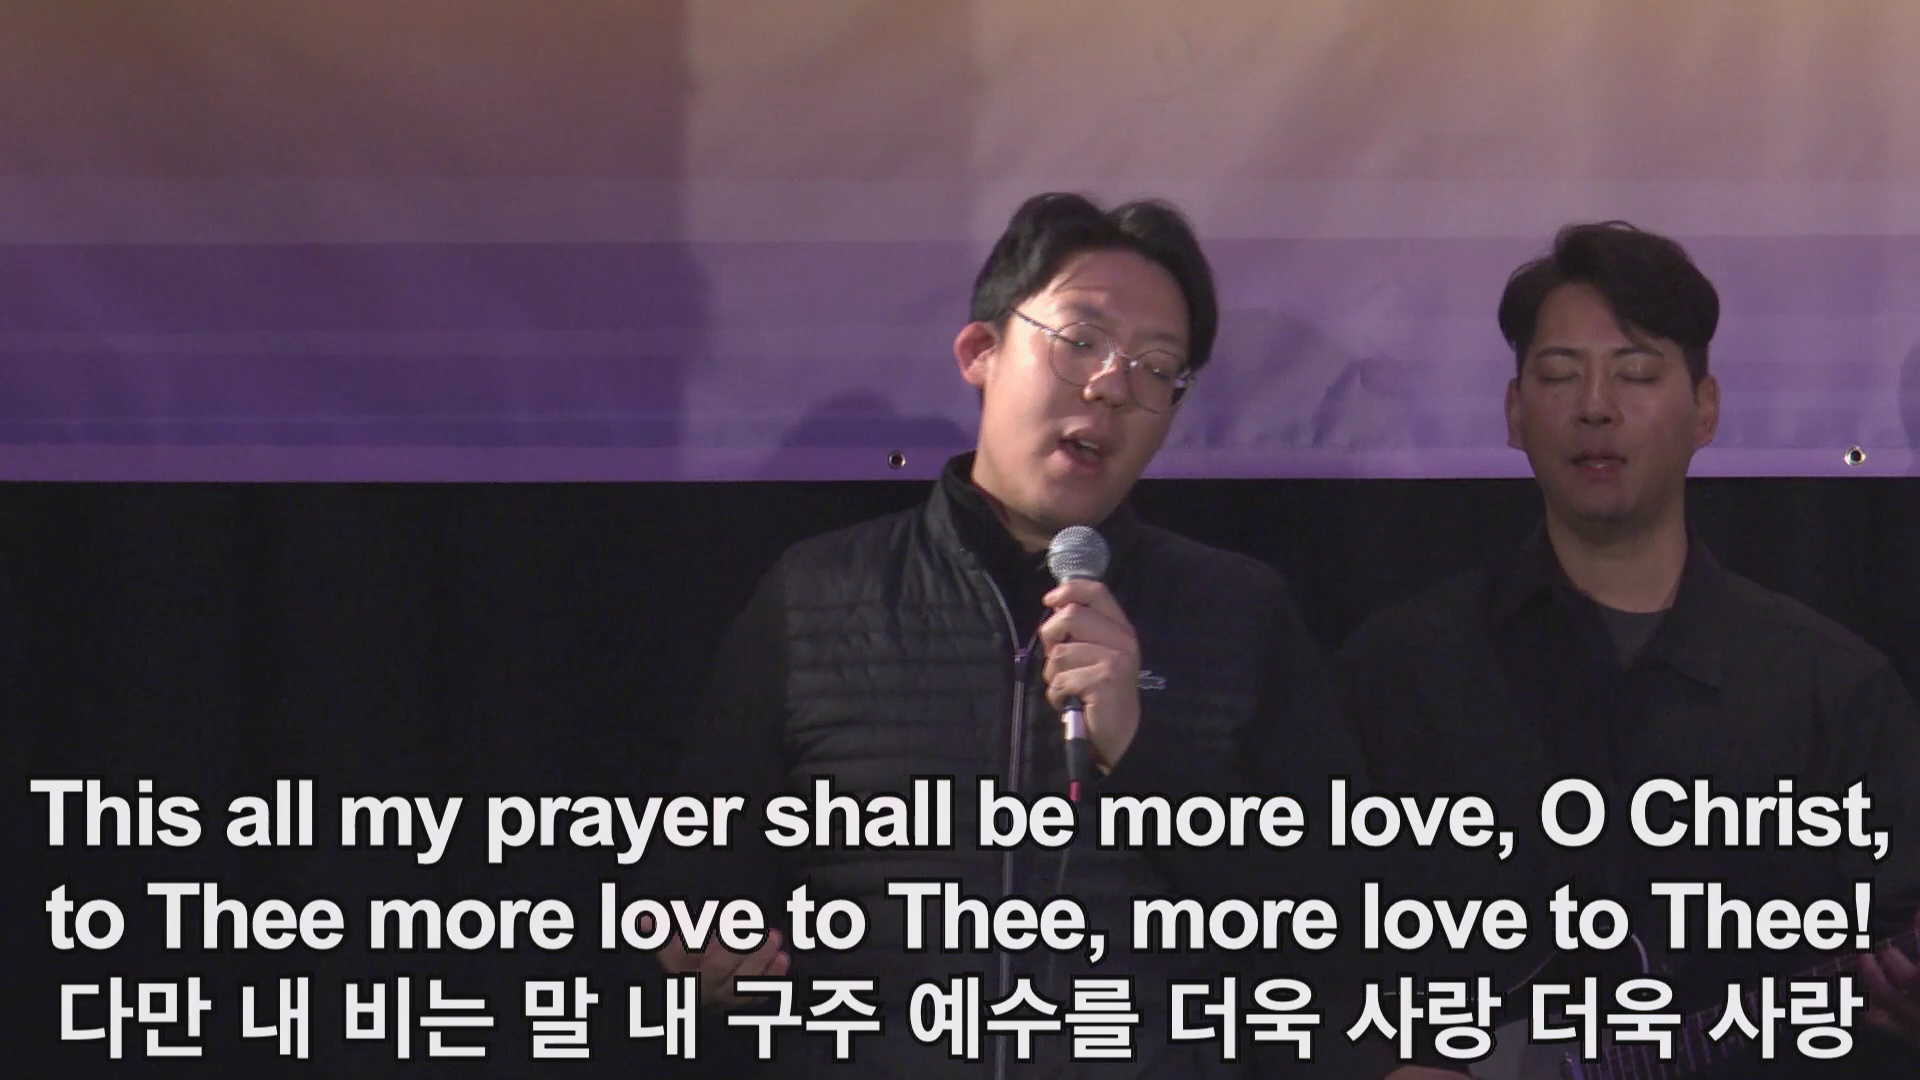 This all my prayer shall be more love, O Christ,
to Thee more love to Thee, more love to Thee!
다만 내 비는 말 내 구주 예수를 더욱 사랑 더욱 사랑